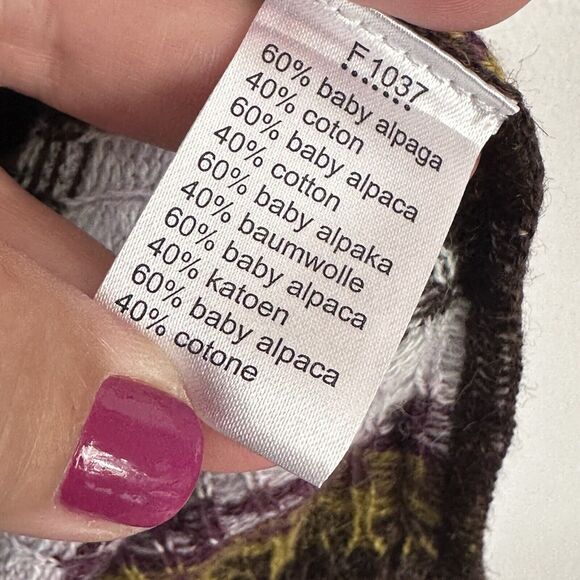 F 1037
60% baby alpaga
40% coton
60% baby alpaca
40% cotton
60% baby alpaka
40% baumwolle
60% baby alpaca
40% katoen
60% baby alpaca
40% cotone